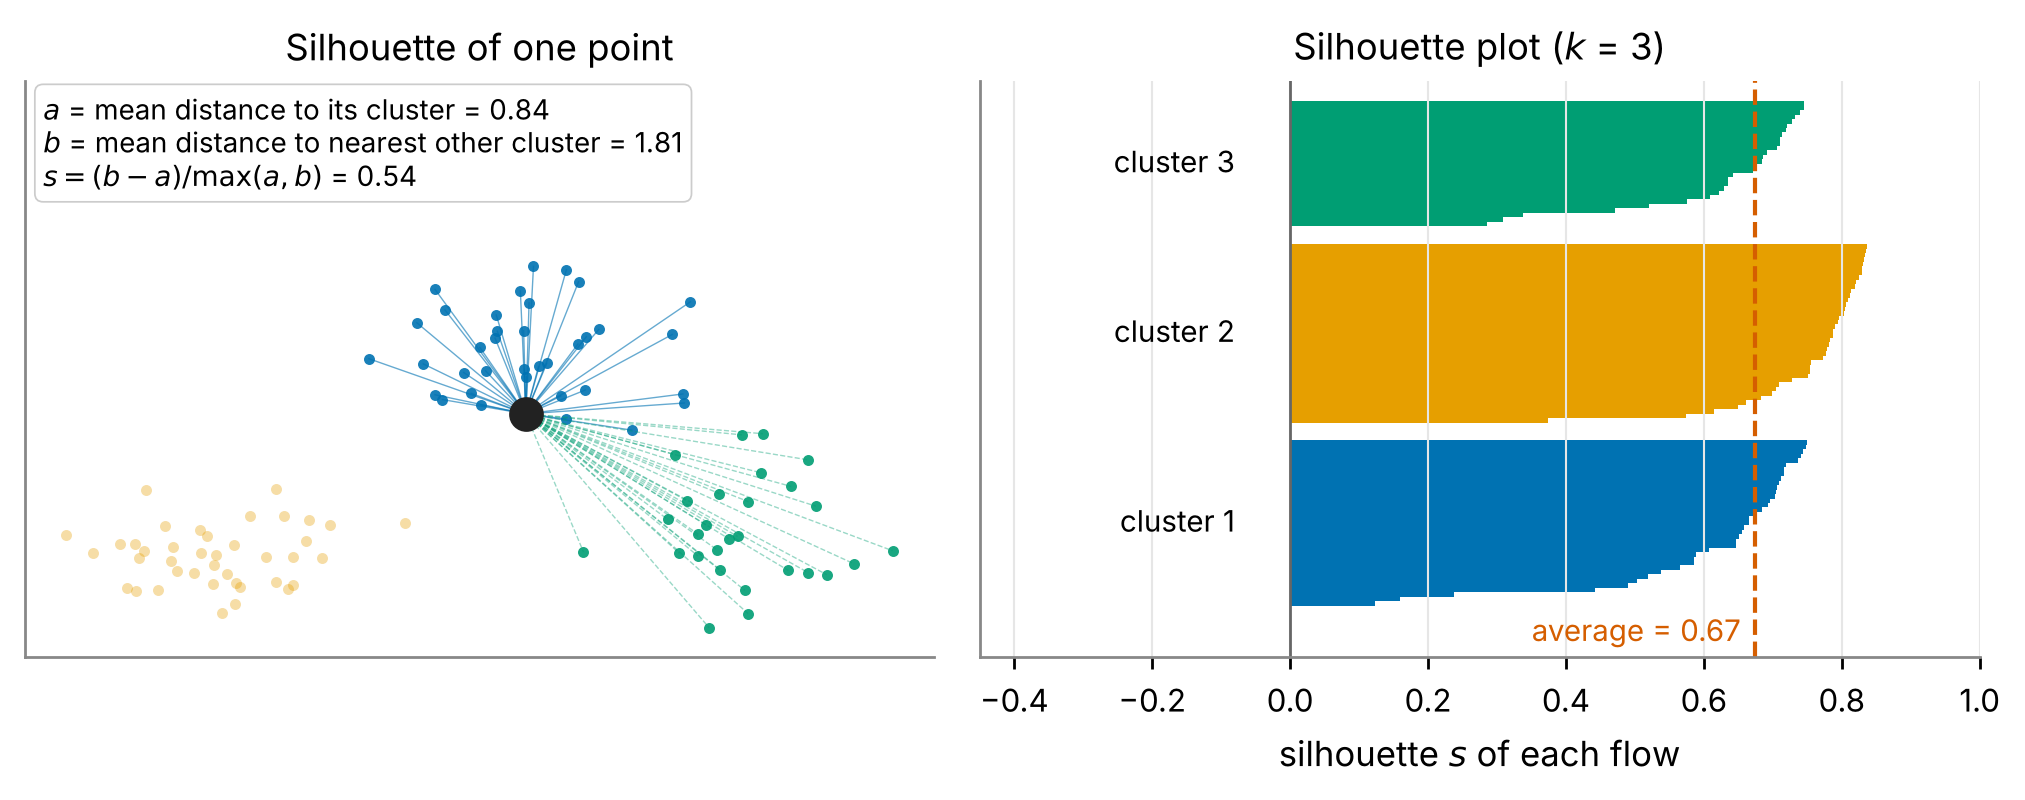 Silhouette of one point
a = mean distance to its cluster = 0.84
b = mean distance to nearest other cluster = 1.81
s = (b − a)/max(a, b) = 0.54
Silhouette plot (k = 3)
cluster 3
cluster 2
cluster 1
average = 0.67
−0.4 −0.2 0.0 0.2 0.4 0.6 0.8 1.0
silhouette s of each flow